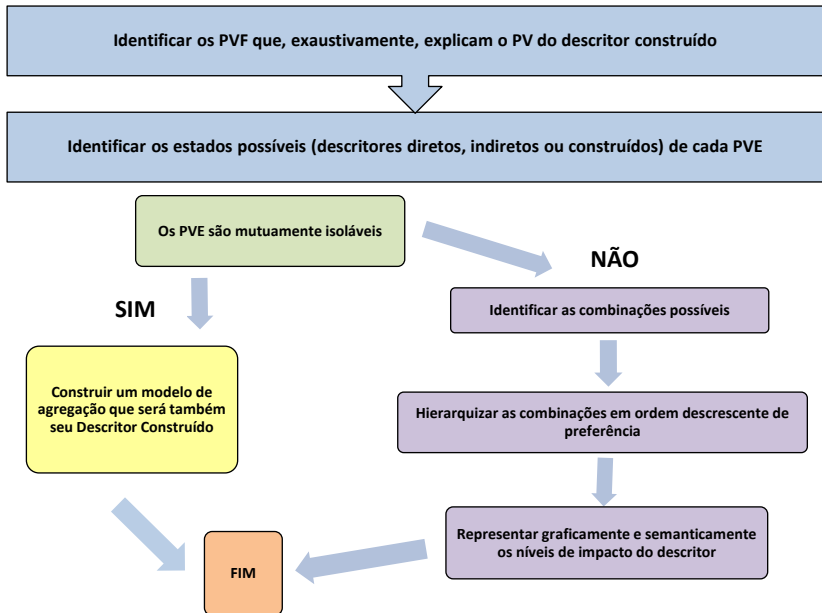 Identificar os PVF que, exaustivamente, explicam o PV do descritor construído
Identificar os estados possíveis (descritores diretos, indiretos ou construídos) de cada PVE
Os PVE são mutuamente isoláveis
NÃO
SIM
Identificar as combinações possíveis
Construir um modelo de
agregação que será também
seu Descritor Construído
Hierarquizar as combinações em ordem descrescente de
preferência
Representar graficamente e semanticamente
os níveis de impacto do descritor
FIM